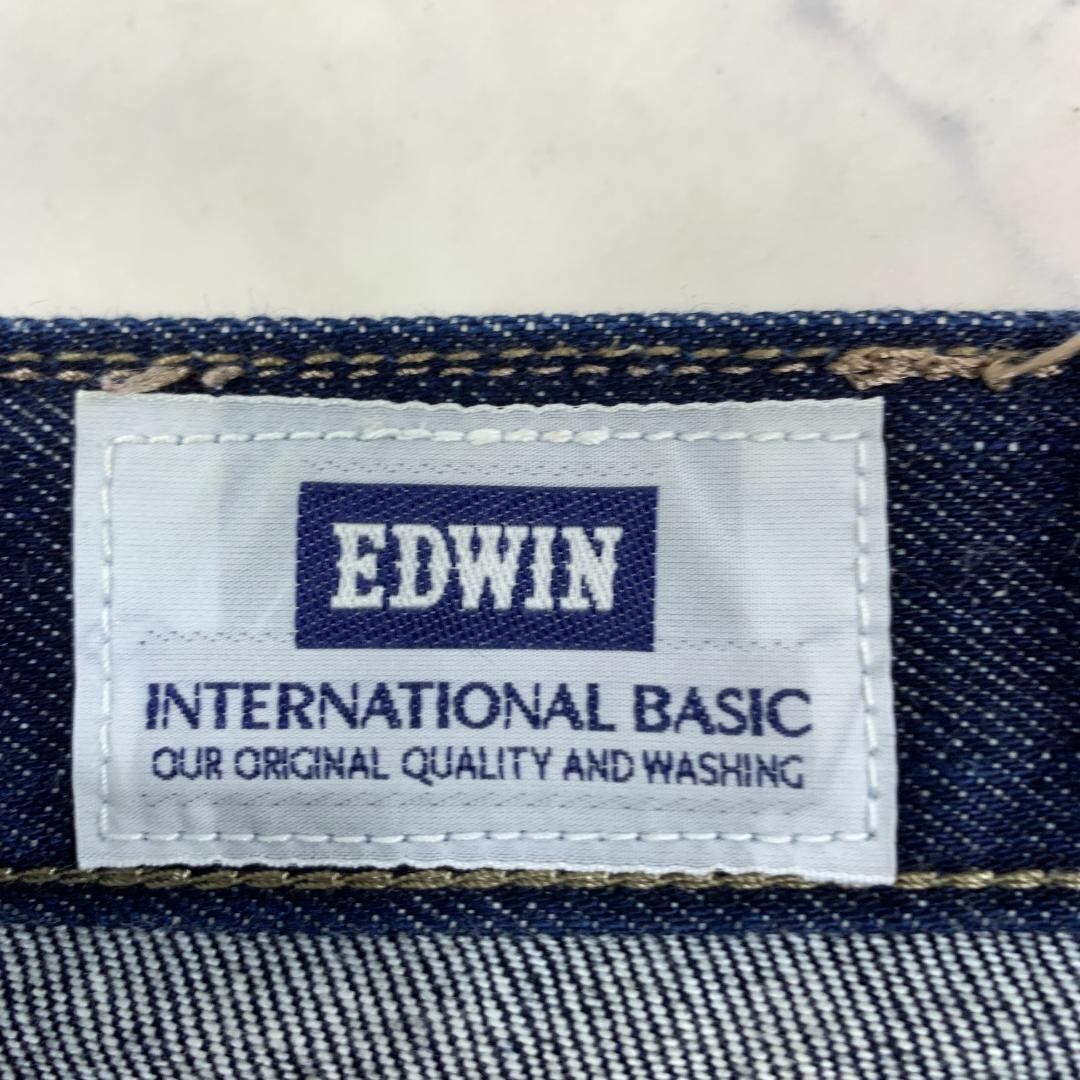 EDWIN
INTERNATIONAL BASIC
OUR ORIGINAL QUALITY AND WASHING